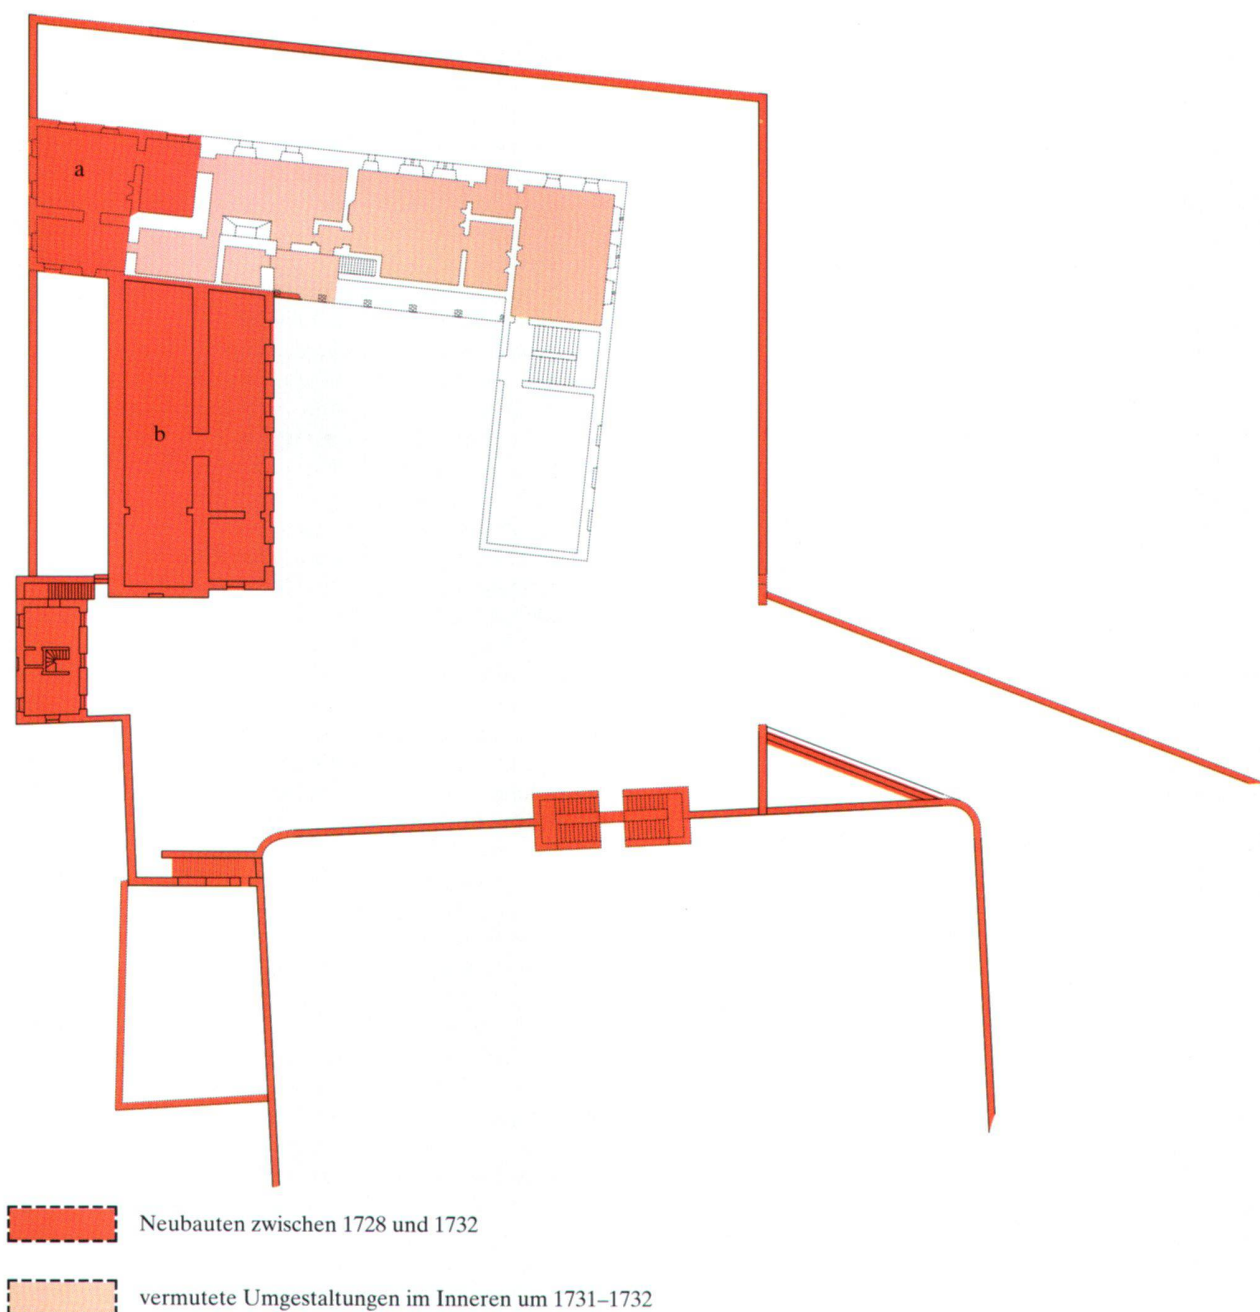 a
b
Neubauten zwischen 1728 und 1732
vermutete Umgestaltungen im Inneren um 1731–1732